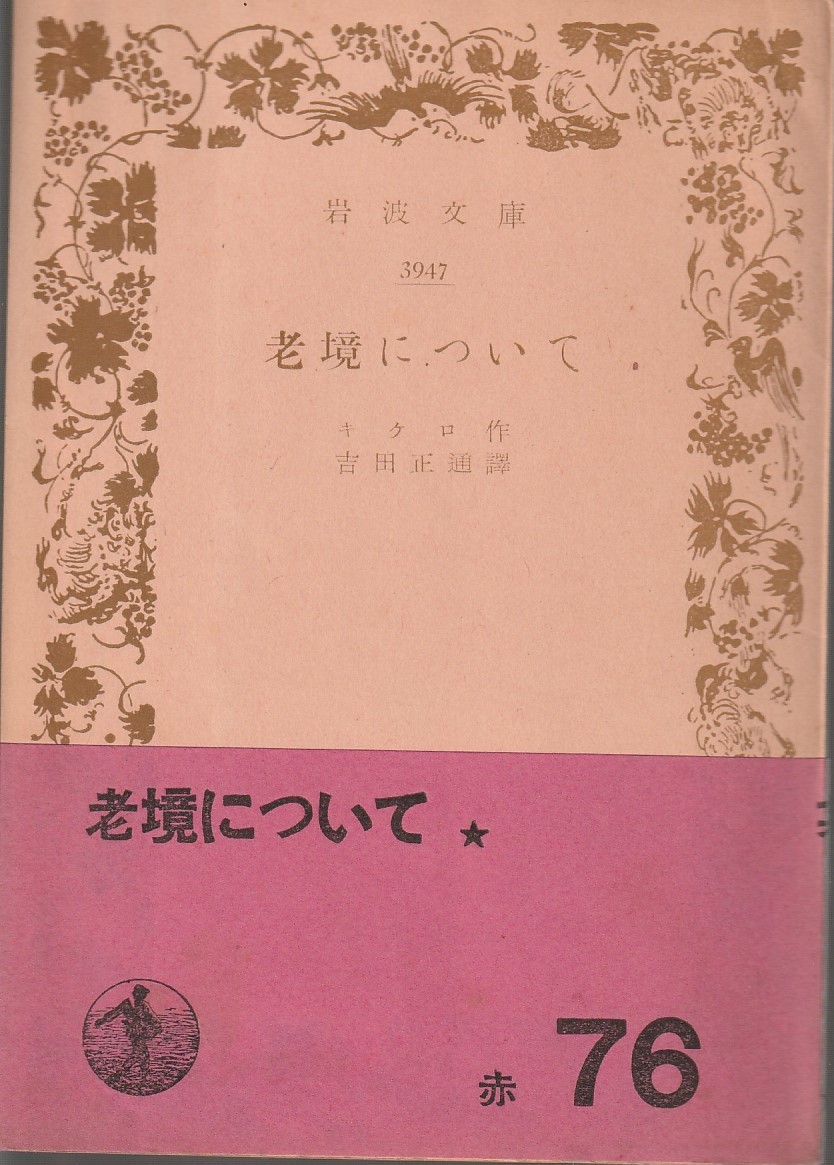 岩波文庫
3947
老境について
キケロ作
吉田正通譯
老境について ★
赤 76